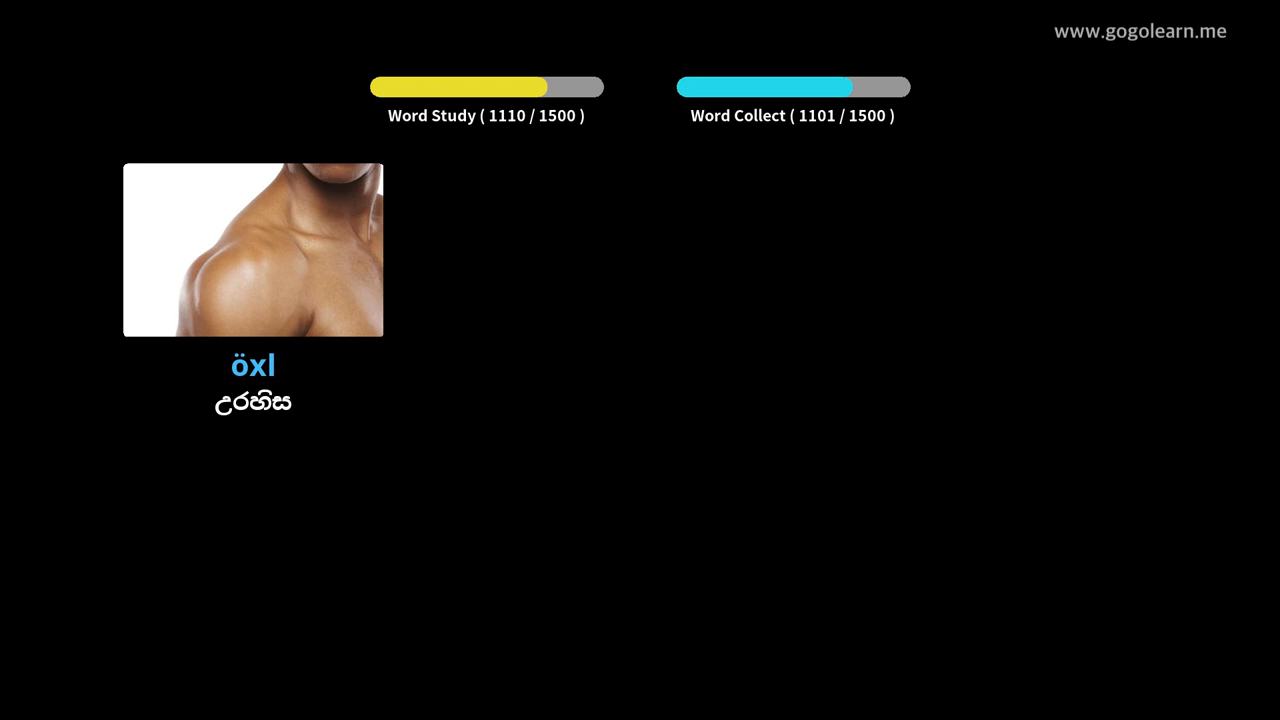 www.gogolearn.me
Word Study ( 1110 / 1500 )
Word Collect ( 1101 / 1500 )
öxl
උරහිස